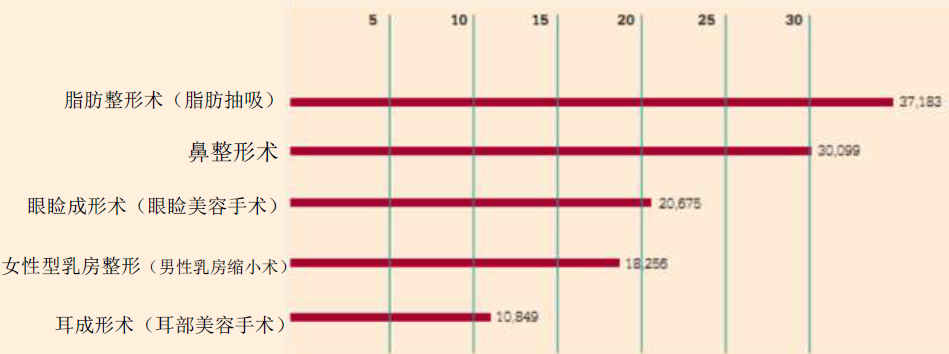 5 10 15 20 25 30
脂肪整形术（脂肪抽吸） 37,183
鼻整形术 30,099
眼睑成形术（眼睑美容手术） 20,675
女性型乳房整形（男性乳房缩小术） 18,256
耳成形术（耳部美容手术） 10,849